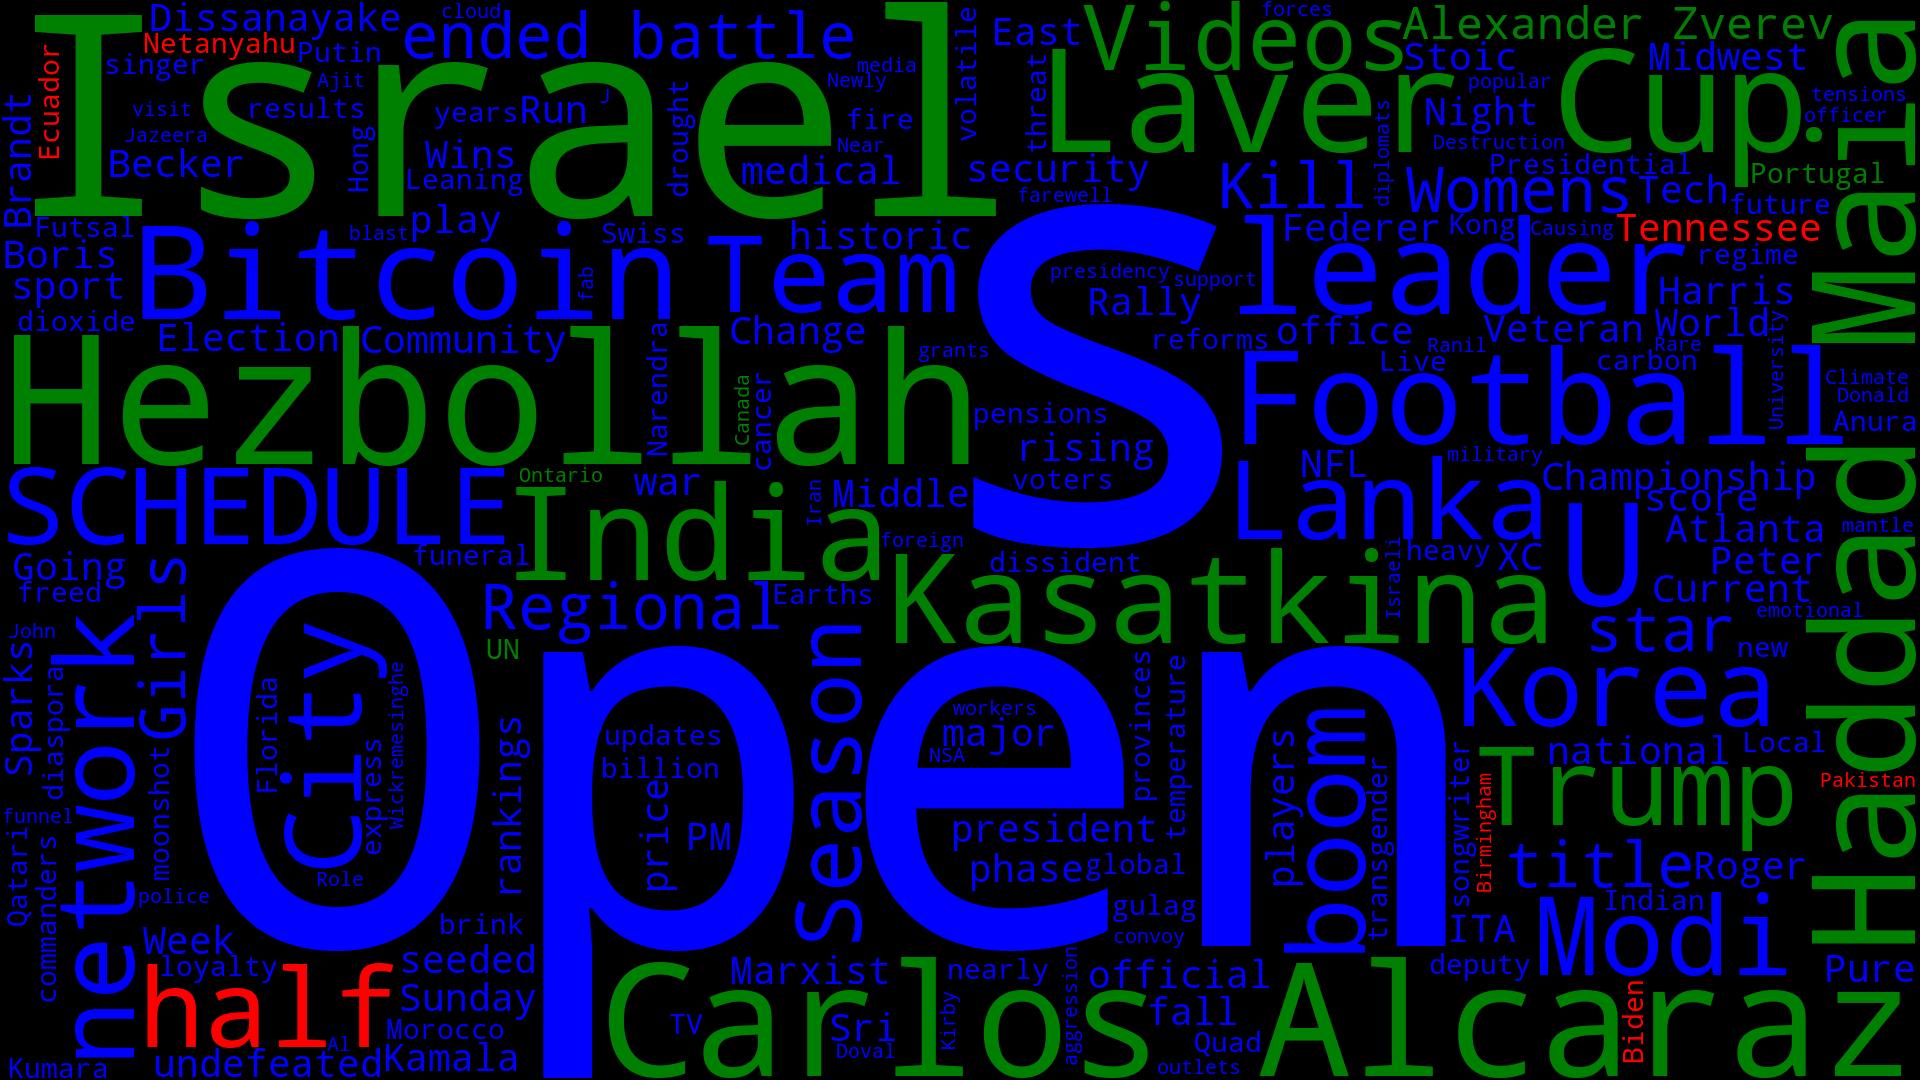 Dissanayake
cloud
ended battle
Netanyahu
Putin
singer
Ajit
Israel
Ecuador
Brandt
visit
results
Jazeera
Becker
Hong
years
Run
J
Wins
Leaning
drought
medical
media
Newly
fire
Near
volatile
East
forces
Videos
Alexander Zverev
Stoic
Midwest
threat
Laver Cup
popular
Night
tensions
officer
Destruction
diplomats
Presidential
Portugal
security
farewell
Kill
Womens
Tech
future
Haddad Maia
Futsal
Boris
sport
dioxide
Bitcoin
blast
play
fab
Swiss
Team
historic
S
presidency
support
Rally
Federer
Kong
Causing
Tennessee
leader
regime
Harris
Election
Community
Change
grants
reforms
office
Ranil
Veteran
World
Rare
University
Hezbollah
Narendra
Canada
cancer
Live
carbon
Football
Climate
Donald
Anura
pensions
rising
voters
SCHEDULE
Ontario
war
Iran
Middle
India
foreign
NFL
military
Lanka
Championship
score
Atlanta
mantle
U
Going
freed
Girls
funeral
dissident
Israeli
heavy
XC
Peter
Current
emotional
Regional
Earths
Kasatkina
star
new
UN
John
Sparks
diaspora
network
Open
City
Florida
express
Wickremesinghe
rankings
updates
billion
price
PM
Season
workers
major
NSA
provinces
temperature
president
phase
global
gulag
convoy
players
boom
transgender
songwriter
Korea
national
Local
Birmingham
Trump
Pakistan
title
Roger
funnel
Qatari
commanders
moonshot
Role
police
brink
Week
loyalty
half
seeded
Sunday
Morocco
Al
undefeated
Kamala
Kumara
Marxist
nearly
official
Carlos Alcaraz
TV
Sri
Doval
Kirby
aggression
fall
Quad
outlets
ITA
deputy
Indian
Modi
Biden
Pure